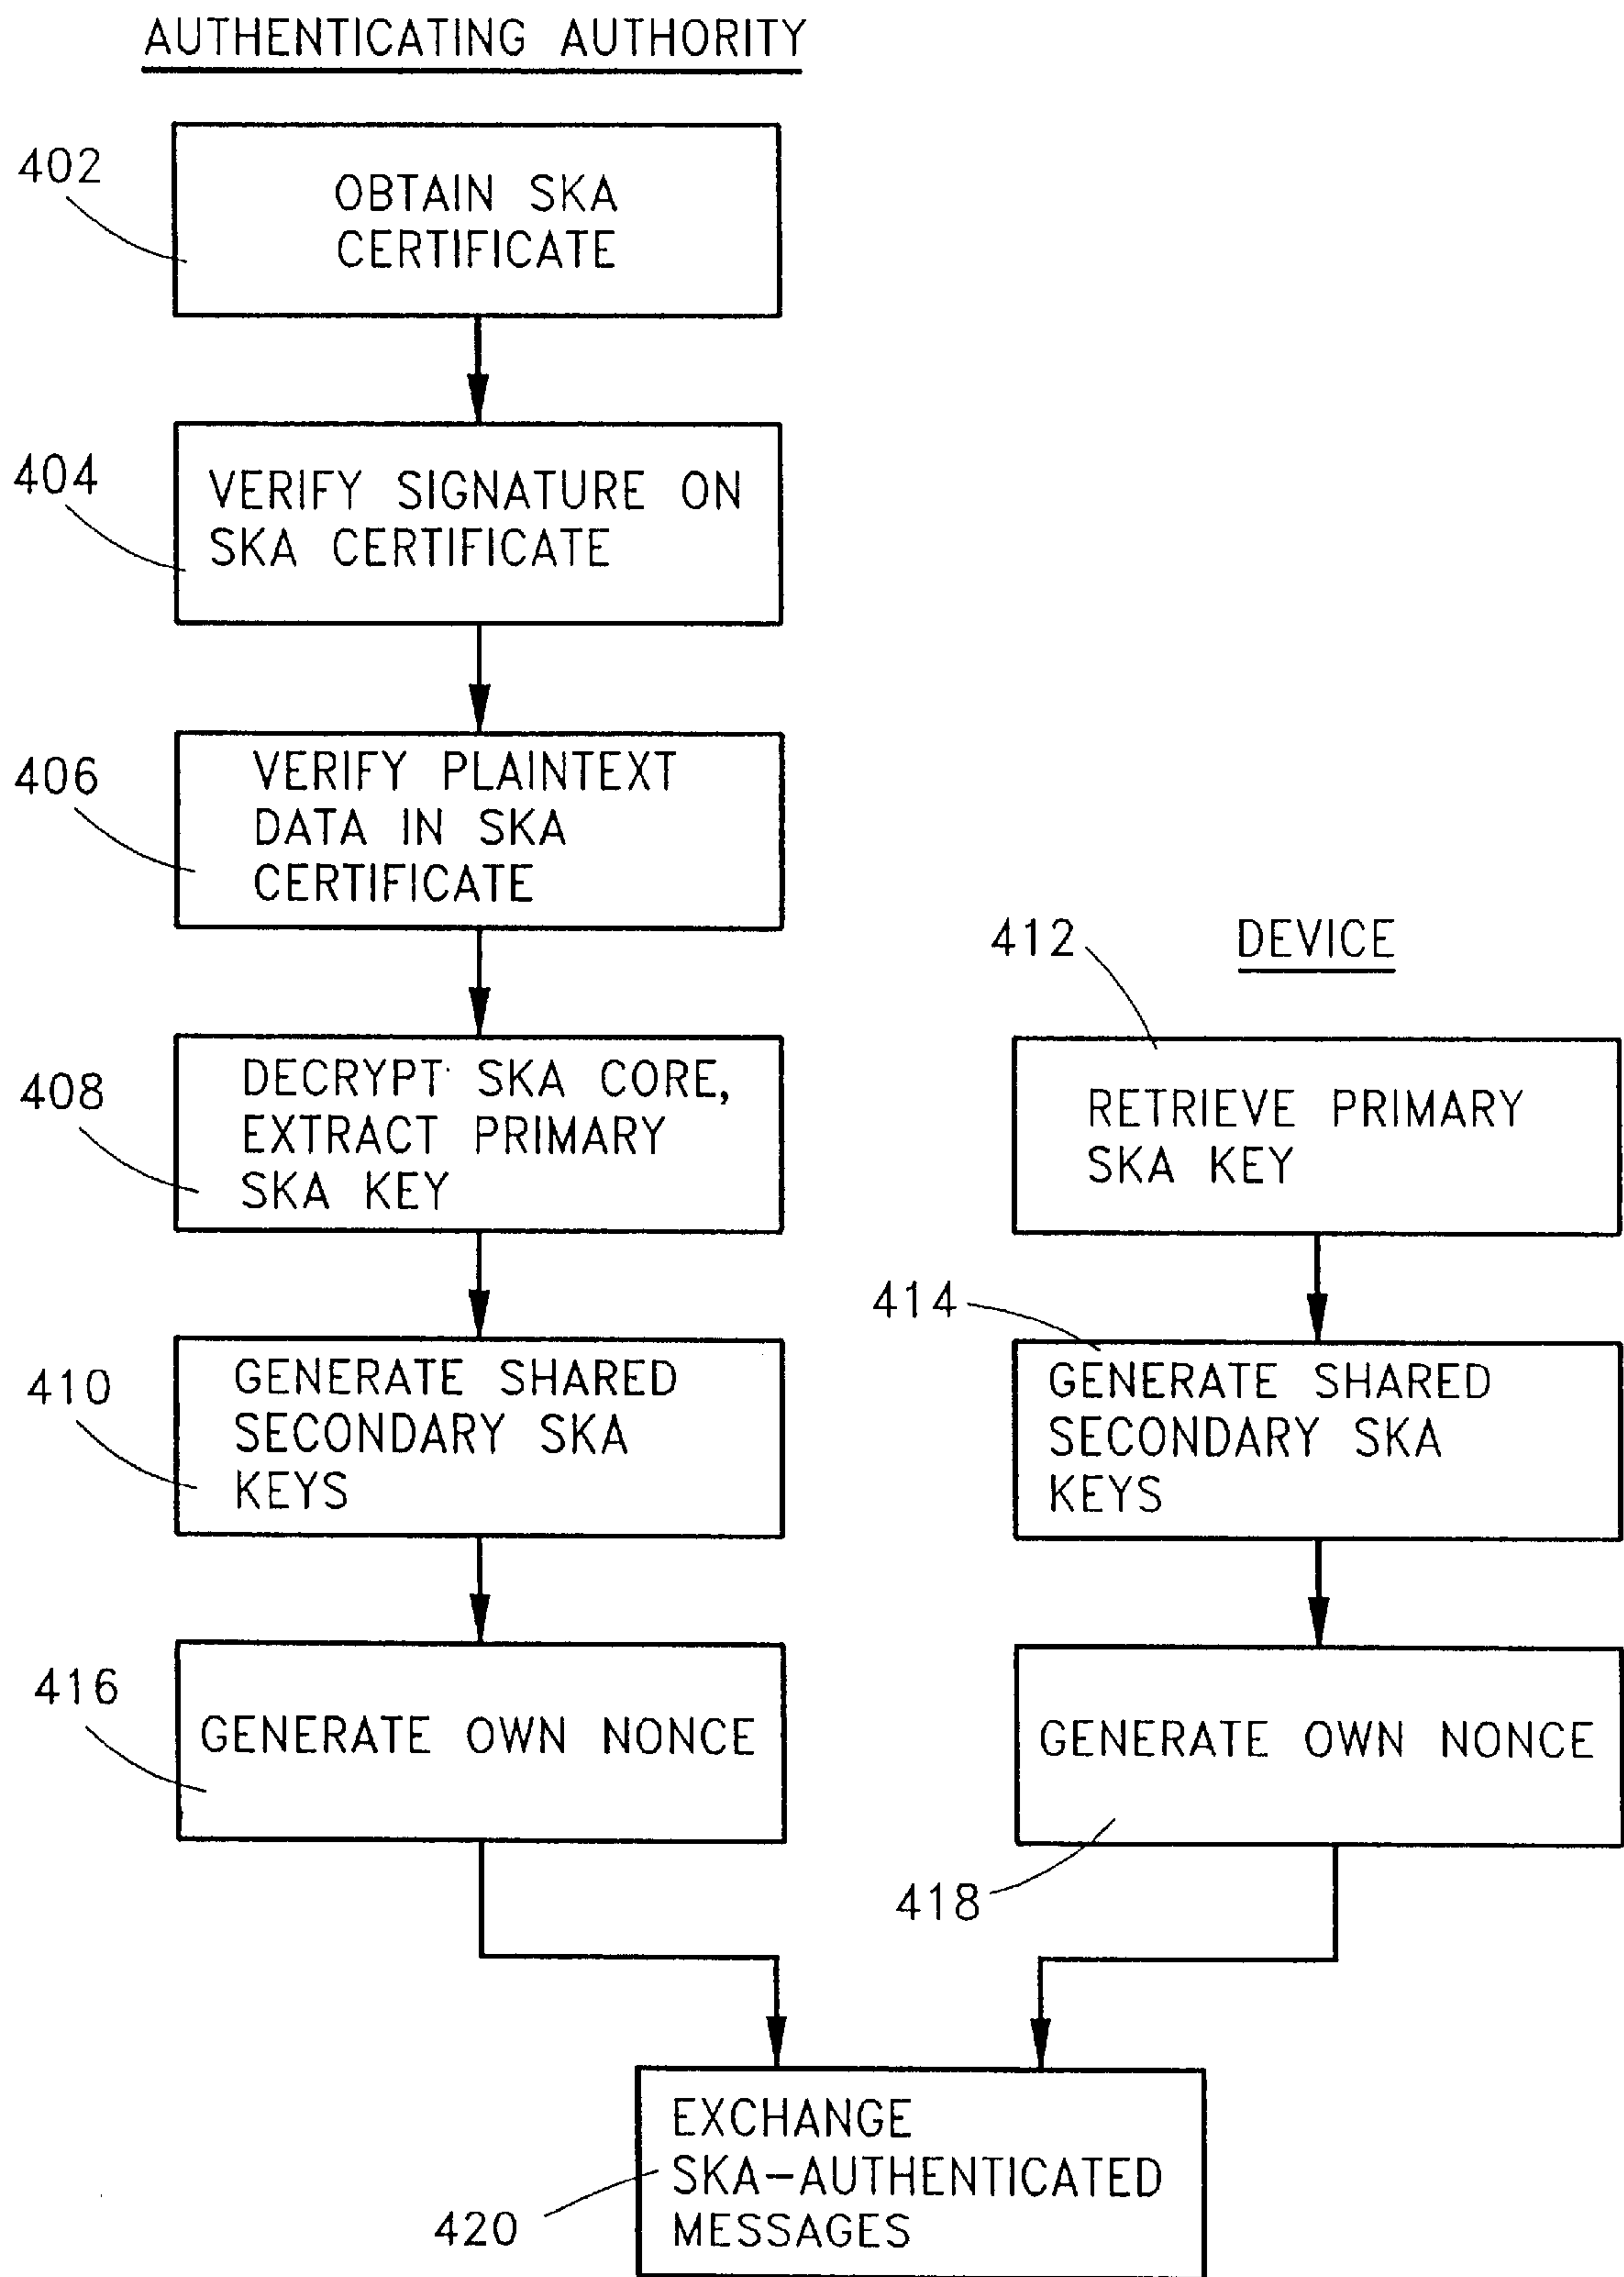 AUTHENTICATING AUTHORITY
402
OBTAIN SKA
CERTIFICATE
404
VERIFY SIGNATURE ON
SKA CERTIFICATE
406
VERIFY PLAINTEXT
DATA IN SKA
CERTIFICATE
408
DECRYPT SKA CORE,
EXTRACT PRIMARY
SKA KEY
410
GENERATE SHARED
SECONDARY SKA
KEYS
416
GENERATE OWN NONCE
412
DEVICE
RETRIEVE PRIMARY
SKA KEY
414
GENERATE SHARED
SECONDARY SKA
KEYS
GENERATE OWN NONCE
418
EXCHANGE
SKA-AUTHENTICATED
MESSAGES
420